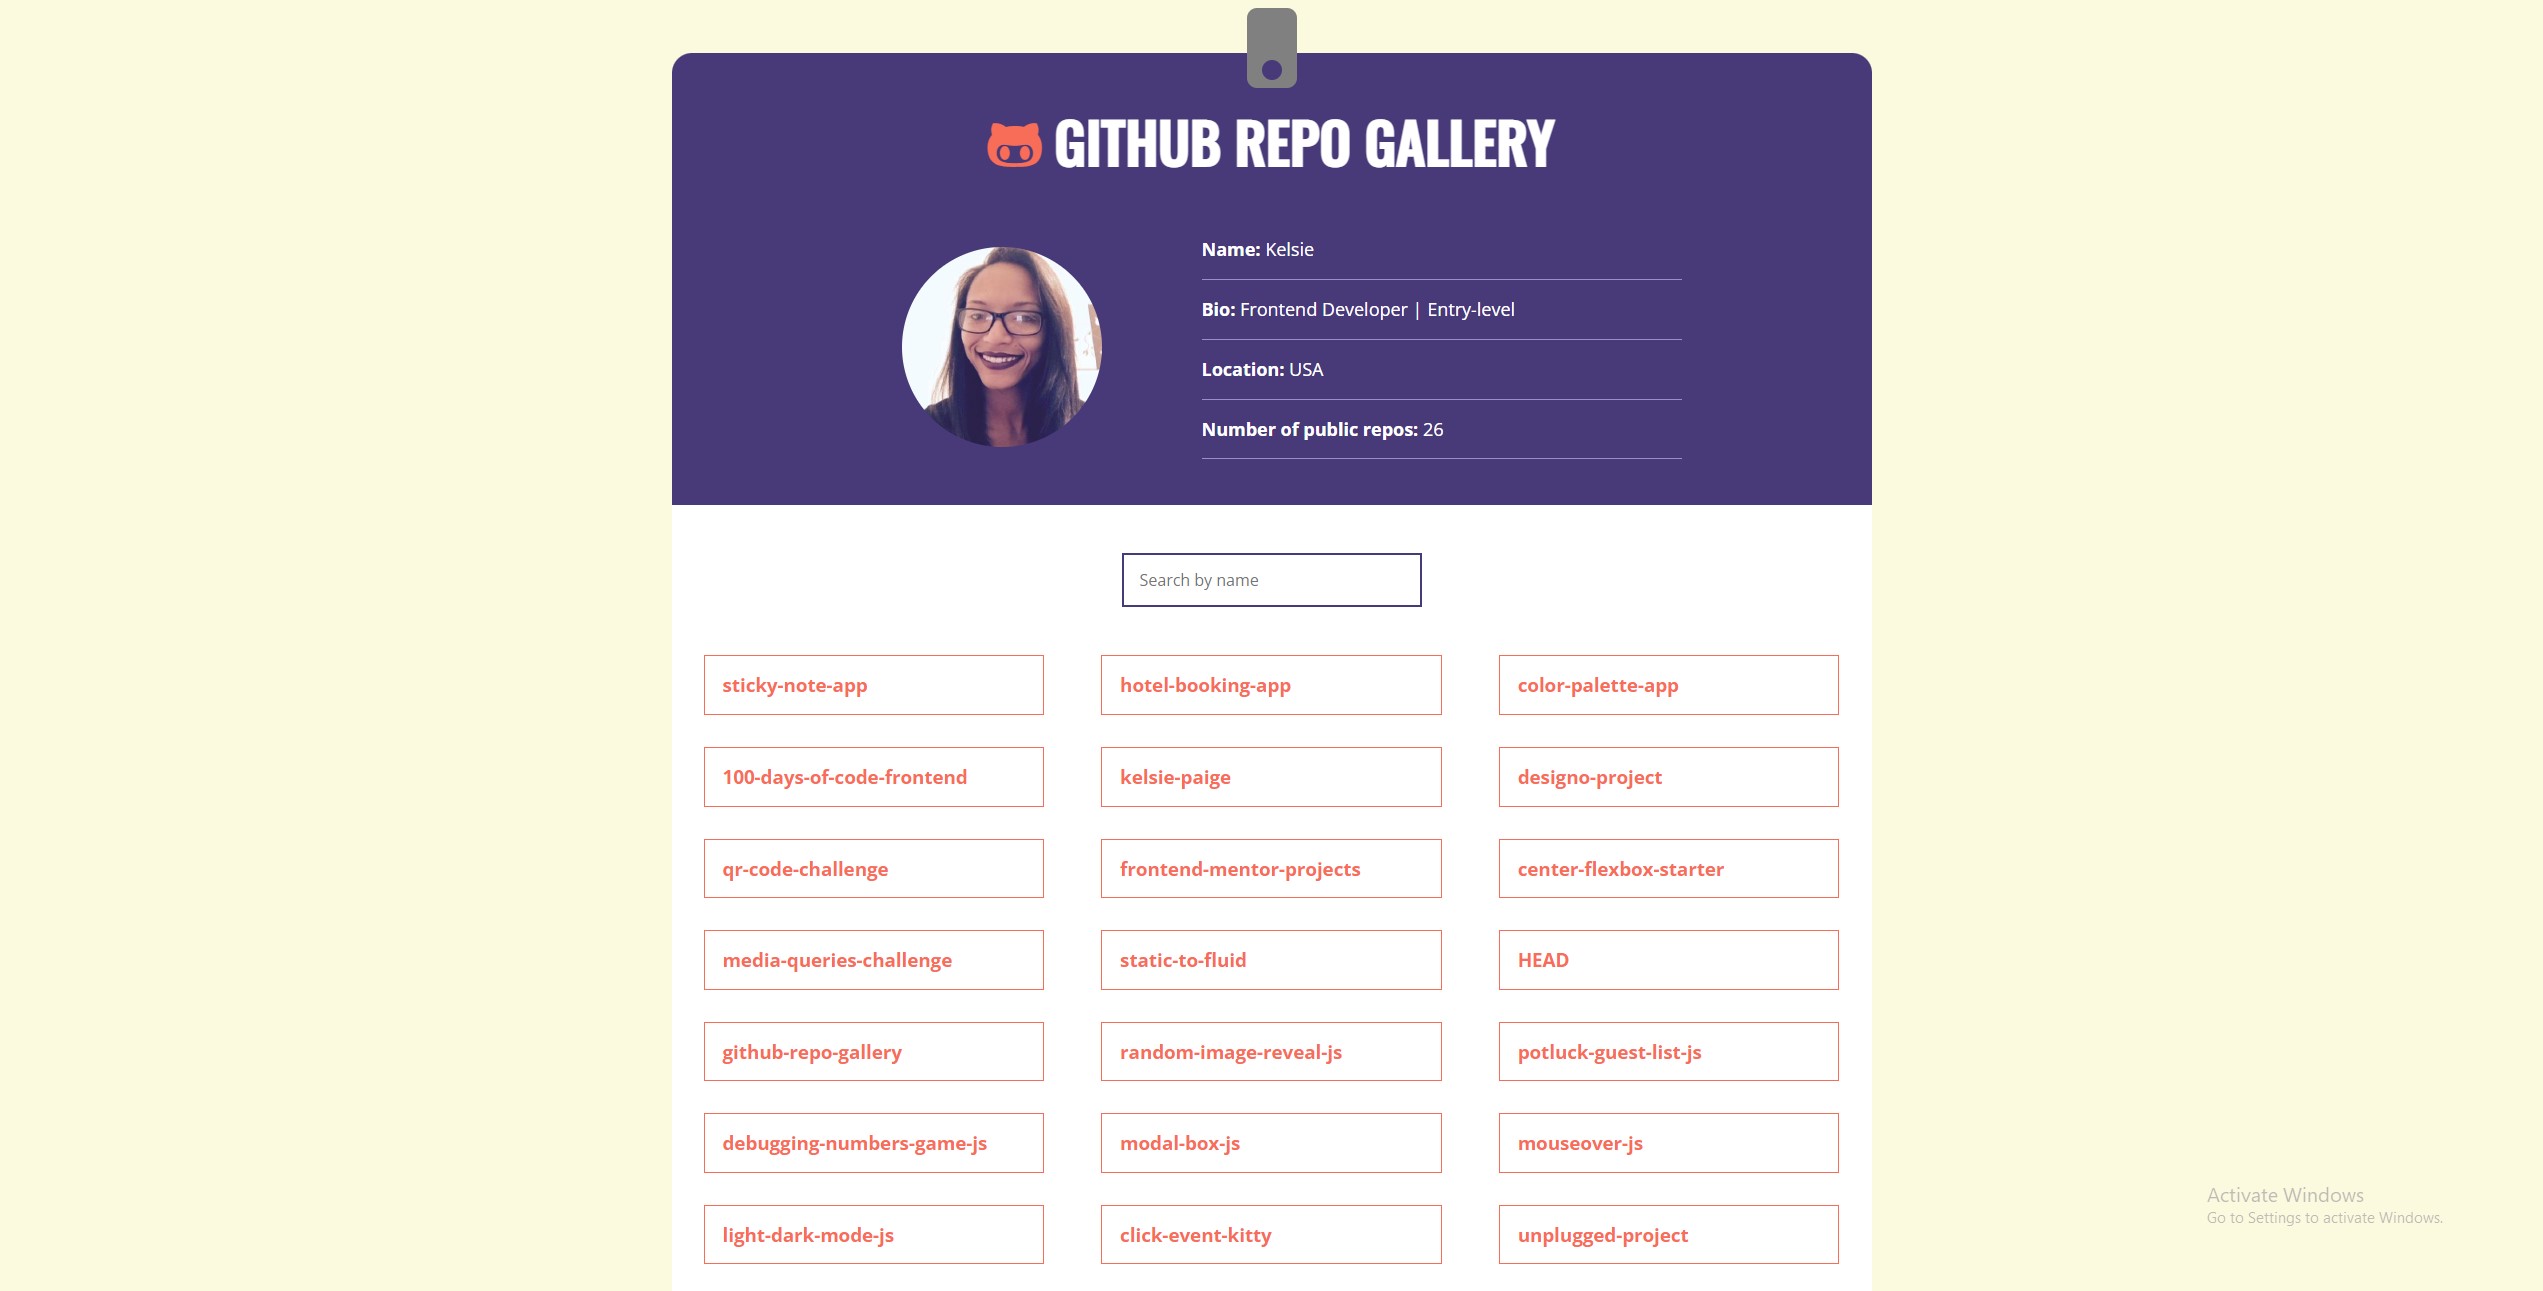 GITHUB REPO GALLERY
Name: Kelsie
Bio: Frontend Developer | Entry-level
Location: USA
Number of public repos: 26
Search by name
sticky-note-app
hotel-booking-app
color-palette-app
100-days-of-code-frontend
kelsie-paige
designo-project
qr-code-challenge
frontend-mentor-projects
center-flexbox-starter
media-queries-challenge
static-to-fluid
HEAD
github-repo-gallery
random-image-reveal-js
potluck-guest-list-js
debugging-numbers-game-js
modal-box-js
mouseover-js
light-dark-mode-js
click-event-kitty
unplugged-project
Activate Windows
Go to Settings to activate Windows.